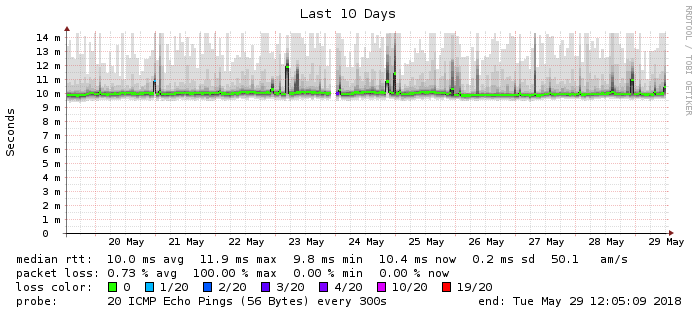 Last 10 Days
RRDTOOL / TOBI OETIKER
Seconds
14 m
13 m
12 m
11 m
10 m
9 m
8 m
7 m
6 m
5 m
4 m
3 m
2 m
1 m
0
20 May 21 May 22 May 23 May 24 May 25 May 26 May 27 May 28 May 29 May
median rtt: 10.0 ms avg 11.9 ms max 9.8 ms min 10.4 ms now 0.2 ms sd 50.1 am/s
packet loss: 0.73 % avg 100.00 % max 0.00 % min 0.00 % now
loss color: 0 1/20 2/20 3/20 4/20 10/20 19/20
probe: 20 ICMP Echo Pings (56 Bytes) every 300s end: Tue May 29 12:05:09 2018